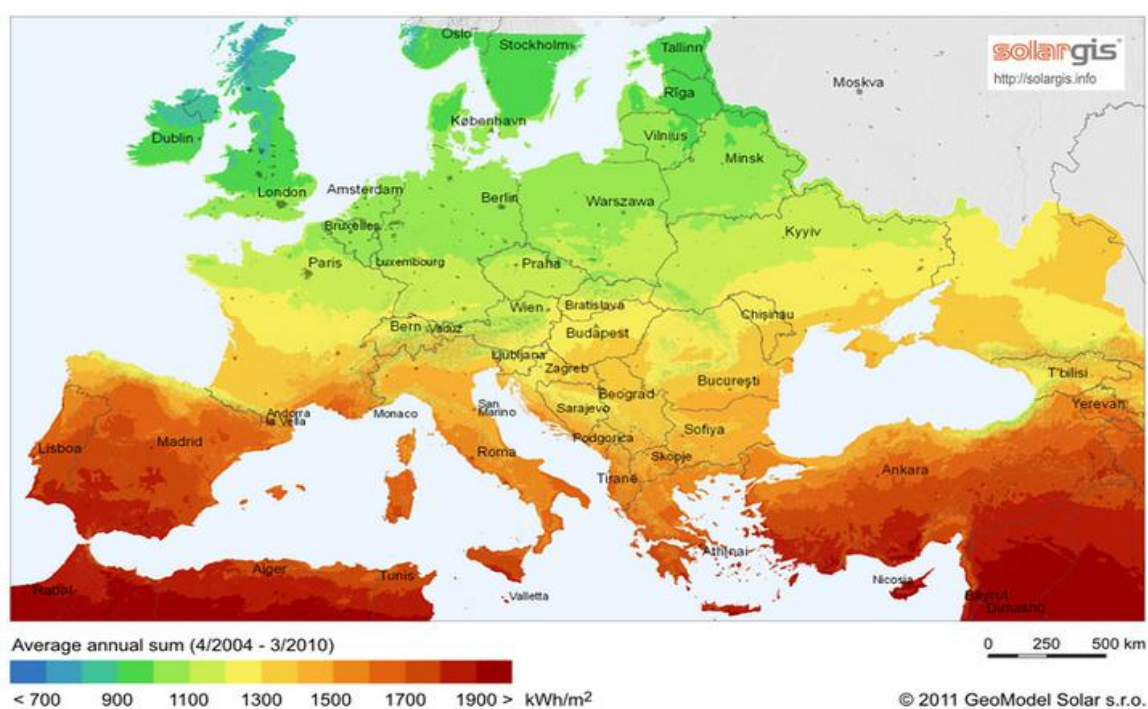 Oslo
Stockholm
Tallinn
solargis
http://solargis.info
Moskva
Rīga
København
Dublin
Vilnius
Minsk
London
Amsterdam
Berlin
Warszawa
Bruxelles
Kyyiv
Paris
Luxembourg
Praha
Wien
Bratislava
Chişinău
Bern
Vaduz
Budapest
Ljubljana
Zagreb
T'bilisi
Beograd
Bucureşti
Yerevan
Andorra
la Vella
Monaco
San
Marino
Sarajevo
Lisboa
Madrid
Podgorica
Sofiya
Roma
Skopje
Ankara
Tiranë
Athínai
Alger
Tunis
Nicosia
Rabat
Valletta
Bayrut
Dimashq
Average annual sum (4/2004 - 3/2010)
0 250 500 km
< 700 900 1100 1300 1500 1700 1900 > kWh/m²
© 2011 GeoModel Solar s.r.o.